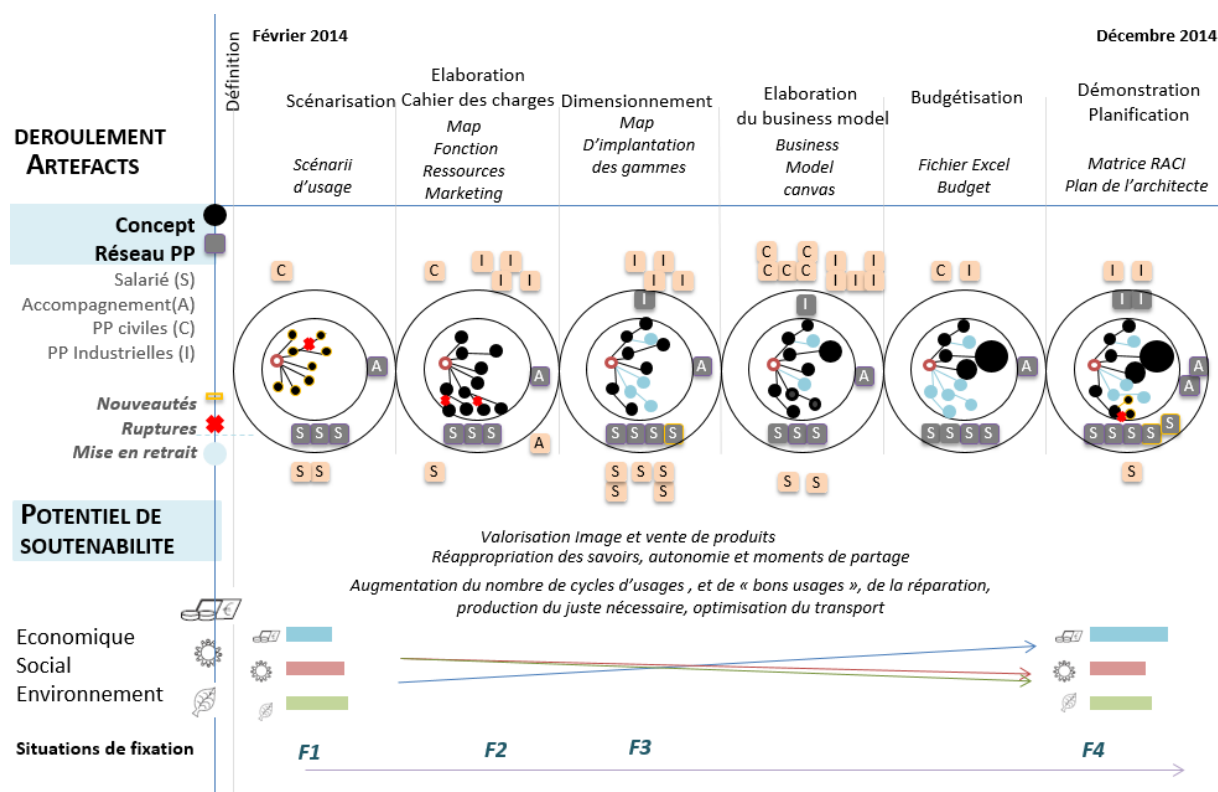 Définition
Février 2014
Décembre 2014
Scénarisation
Elaboration
Cahier des charges
Dimensionnement
Elaboration
du business model
Budgétisation
Démonstration
Planification
DEROULEMENT
ARTEFACTS
Scénarii
d'usage
Map
Fonction
Ressources
Marketing
Map
D'implantation
des gammes
Business
Model
canvas
Fichier Excel
Budget
Matrice RACI
Plan de l'architecte
Concept
Réseau PP
Salarié (S)
Accompagnement(A)
PP civiles (C)
PP Industrielles (I)
Nouveautés
Ruptures
Mise en retrait
C
A
S S S
S S
C I I I I
A
S S S
A
S
I I I I
I
A
S S S S
S S S
S S
C C I I
C C C I I I
I
A
S S S
S S
C I
A
S S S S
I I
I I
A
A
S S S S S
S
POTENTIEL DE
SOUTENABILITE
Valorisation Image et vente de produits
Réappropriation des savoirs, autonomie et moments de partage
Augmentation du nombre de cycles d'usages , et de « bons usages », de la réparation,
production du juste nécessaire, optimisation du transport
€
Economique
Social
Environnement
Situations de fixation
F1
F2
F3
F4